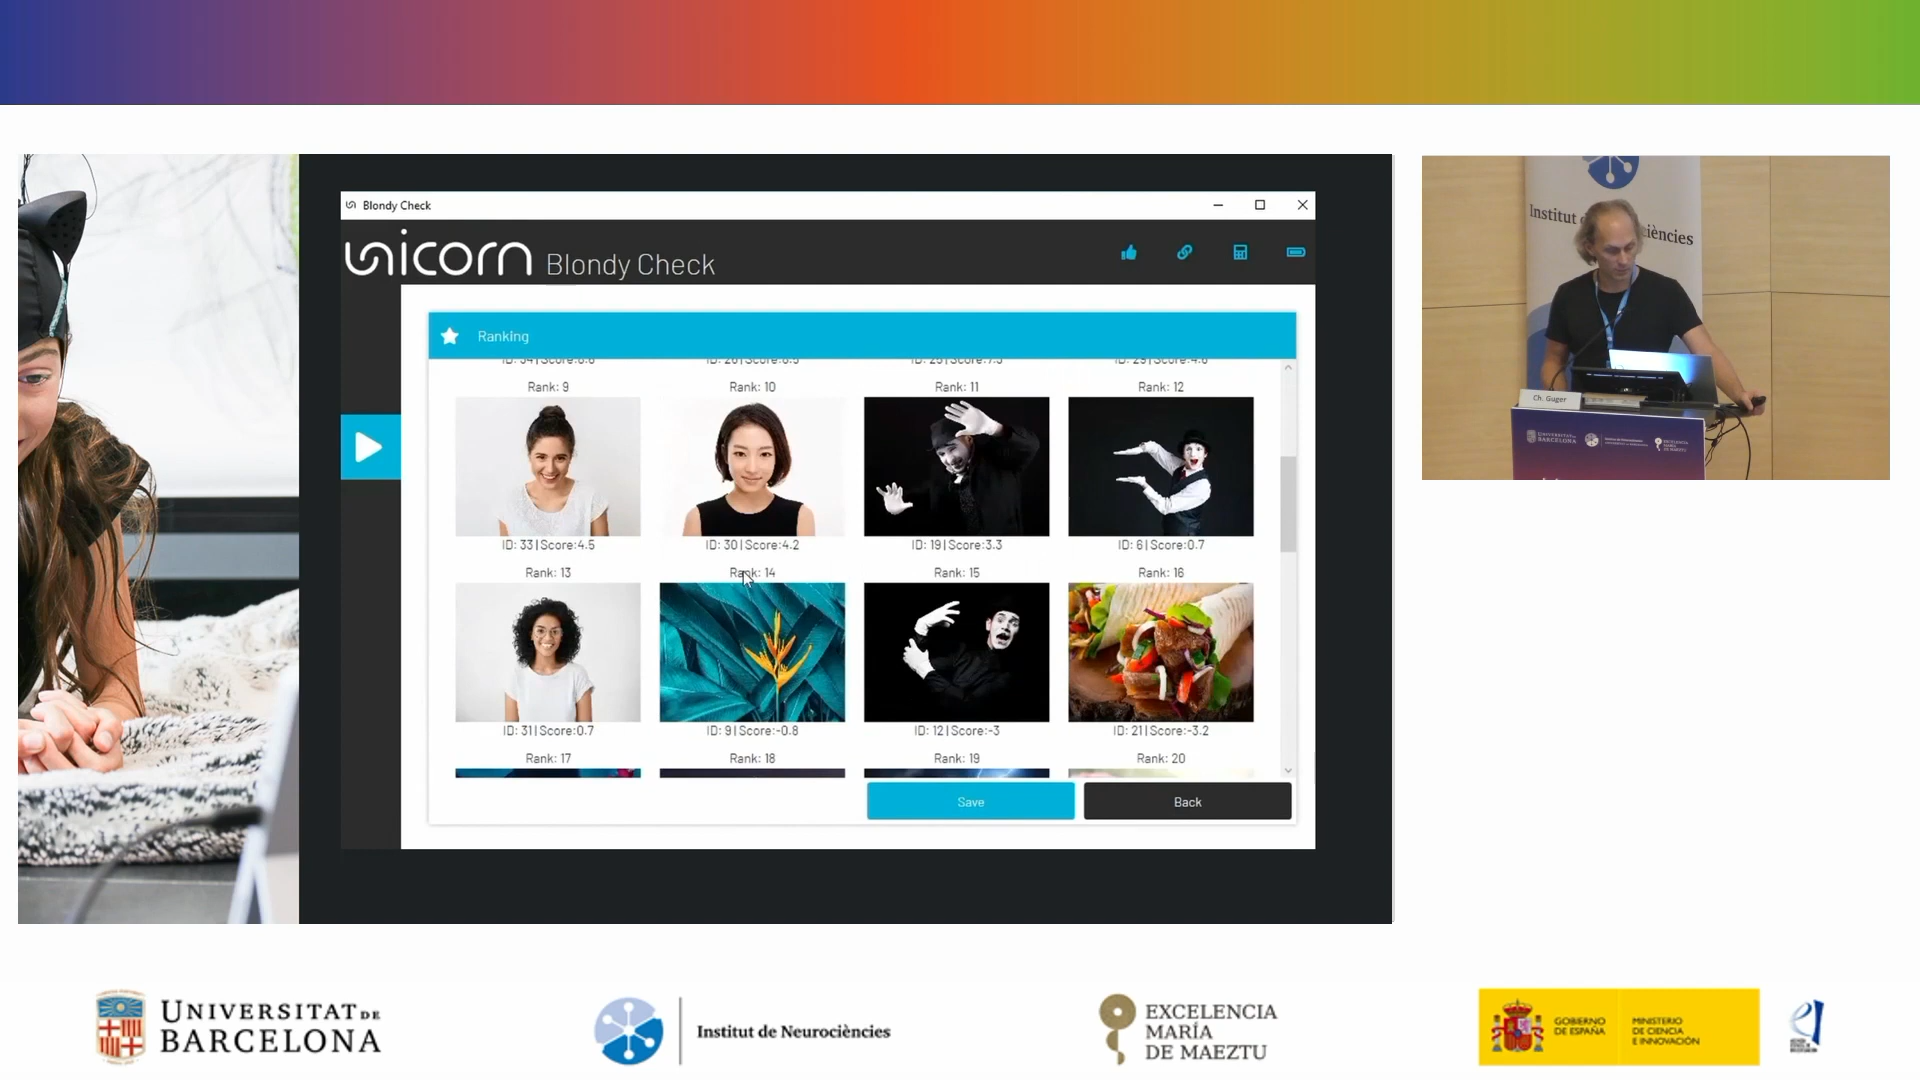 Blondy Check
unicorn Blondy Check
Ranking
Rank: 9 Rank: 10 Rank: 11 Rank: 12
ID: 33 | Score:4.5 ID: 30 | Score:4.2 ID: 19 | Score:3.3 ID: 6 | Score:0.7
Rank: 13 Rank: 14 Rank: 15 Rank: 16
ID: 31 | Score:0.7 ID: 9 | Score:-0.8 ID: 12 | Score:-3 ID: 21 | Score:-3.2
Rank: 17 Rank: 18 Rank: 19 Rank: 20
Save Back
Institut
ciències
Ch. Guger
UNIVERSITAT DE
BARCELONA
Institut de Neurociències
EXCELENCIA
MARÍA
DE MAEZTU
GOBIERNO
DE ESPAÑA
MINISTERIO
DE CIENCIA
E INNOVACIÓN